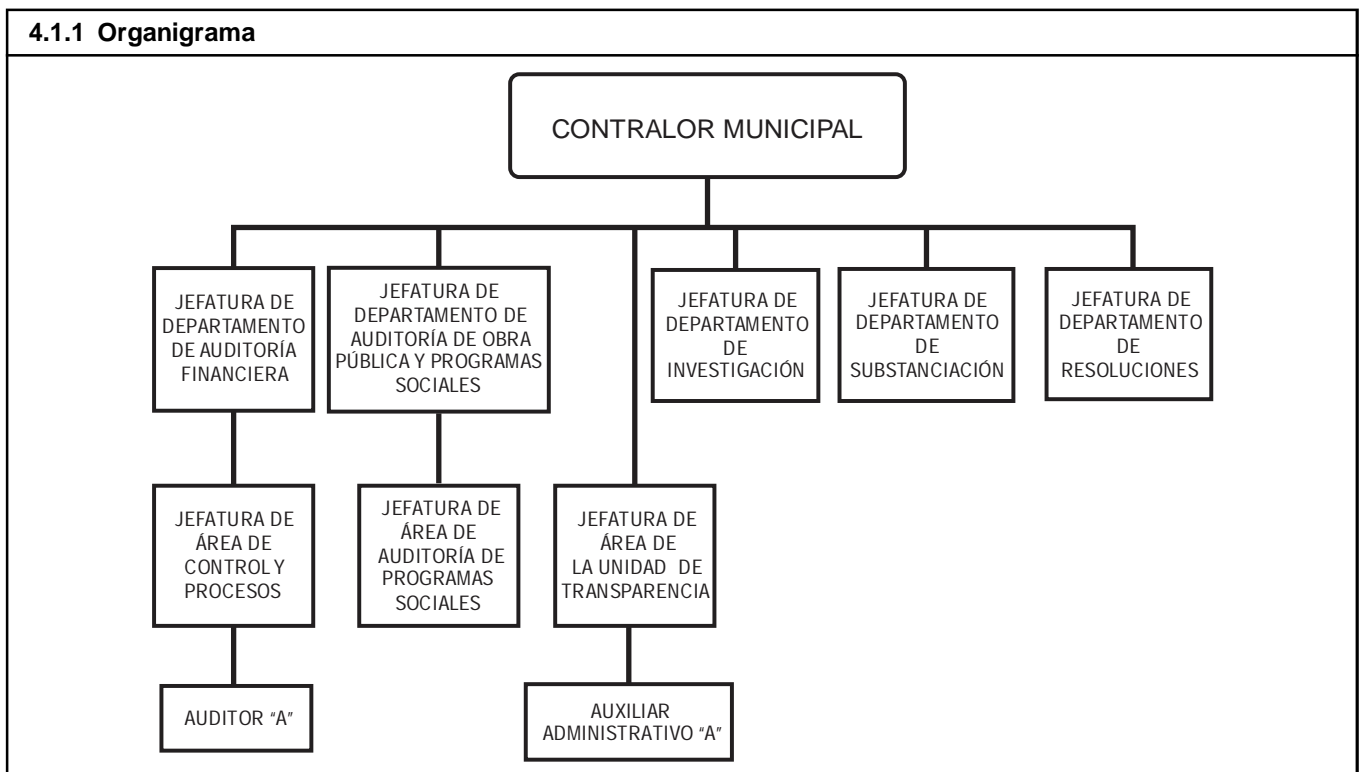 4.1.1 Organigrama
CONTRALOR MUNICIPAL
JEFATURA DE
DEPARTAMENTO
DE AUDITORÍA
FINANCIERA
JEFATURA DE
DEPARTAMENTO DE
AUDITORÍA DE OBRA
PÚBLICA Y PROGRAMAS
SOCIALES
JEFATURA DE
DEPARTAMENTO
DE
INVESTIGACIÓN
JEFATURA DE
DEPARTAMENTO
DE
SUBSTANCIACIÓN
JEFATURA DE
DEPARTAMENTO
DE
RESOLUCIONES
JEFATURA DE
ÁREA DE
CONTROL Y
PROCESOS
JEFATURA DE
ÁREA DE
AUDITORÍA DE
PROGRAMAS
SOCIALES
JEFATURA DE
ÁREA DE
LA UNIDAD DE
TRANSPARENCIA
AUDITOR “A”
AUXILIAR
ADMINISTRATIVO “A”